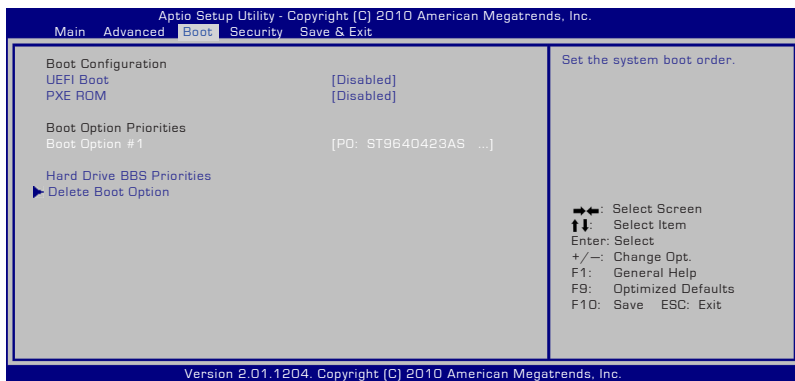 Aptio Setup Utility - Copyright (C) 2010 American Megatrends, Inc.
Main Advanced Boot Security Save & Exit
Boot Configuration
UEFI Boot [Disabled]
PXE ROM [Disabled]
Boot Option Priorities
Boot Option #1 [P0: ST9640423AS ...]
Hard Drive BBS Priorities
Delete Boot Option
Set the system boot order.
→←: Select Screen
↑↓: Select Item
Enter: Select
+/—: Change Opt.
F1: General Help
F9: Optimized Defaults
F10: Save ESC: Exit
Version 2.01.1204. Copyright (C) 2010 American Megatrends, Inc.